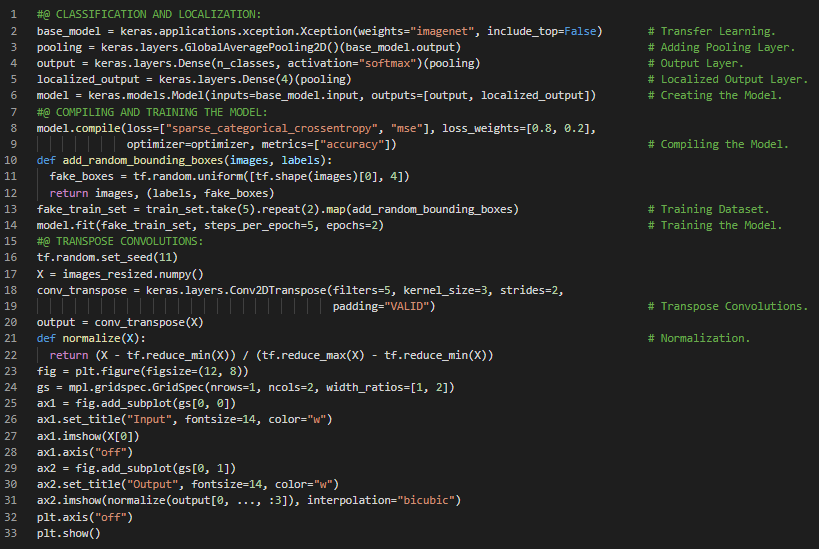 1 #@ CLASSIFICATION AND LOCALIZATION:
2 base_model = keras.applications.xception.Xception(weights="imagenet", include_top=False) # Transfer Learning.
3 pooling = keras.layers.GlobalAveragePooling2D()(base_model.output) # Adding Pooling Layer.
4 output = keras.layers.Dense(n_classes, activation="softmax")(pooling) # Output Layer.
5 localized_output = keras.layers.Dense(4)(pooling) # Localized Output Layer.
6 model = keras.models.Model(inputs=base_model.input, outputs=[output, localized_output]) # Creating the Model.
7 #@ COMPILING AND TRAINING THE MODEL:
8 model.compile(loss=["sparse_categorical_crossentropy", "mse"], loss_weights=[0.8, 0.2],
9 optimizer=optimizer, metrics=["accuracy"]) # Compiling the Model.
10 def add_random_bounding_boxes(images, labels):
11 fake_boxes = tf.random.uniform([tf.shape(images)[0], 4])
12 return images, (labels, fake_boxes)
13 fake_train_set = train_set.take(5).repeat(2).map(add_random_bounding_boxes) # Training Dataset.
14 model.fit(fake_train_set, steps_per_epoch=5, epochs=2) # Training the Model.
15 #@ TRANSPOSE CONVOLUTIONS:
16 tf.random.set_seed(11)
17 X = images_resized.numpy()
18 conv_transpose = keras.layers.Conv2DTranspose(filters=5, kernel_size=3, strides=2,
19 padding="VALID") # Transpose Convolutions.
20 output = conv_transpose(X)
21 def normalize(X): # Normalization.
22 return (X - tf.reduce_min(X)) / (tf.reduce_max(X) - tf.reduce_min(X))
23 fig = plt.figure(figsize=(12, 8))
24 gs = mpl.gridspec.GridSpec(nrows=1, ncols=2, width_ratios=[1, 2])
25 ax1 = fig.add_subplot(gs[0, 0])
26 ax1.set_title("Input", fontsize=14, color="w")
27 ax1.imshow(X[0])
28 ax1.axis("off")
29 ax2 = fig.add_subplot(gs[0, 1])
30 ax2.set_title("Output", fontsize=14, color="w")
31 ax2.imshow(normalize(output[0, ..., :3]), interpolation="bicubic")
32 plt.axis("off")
33 plt.show()